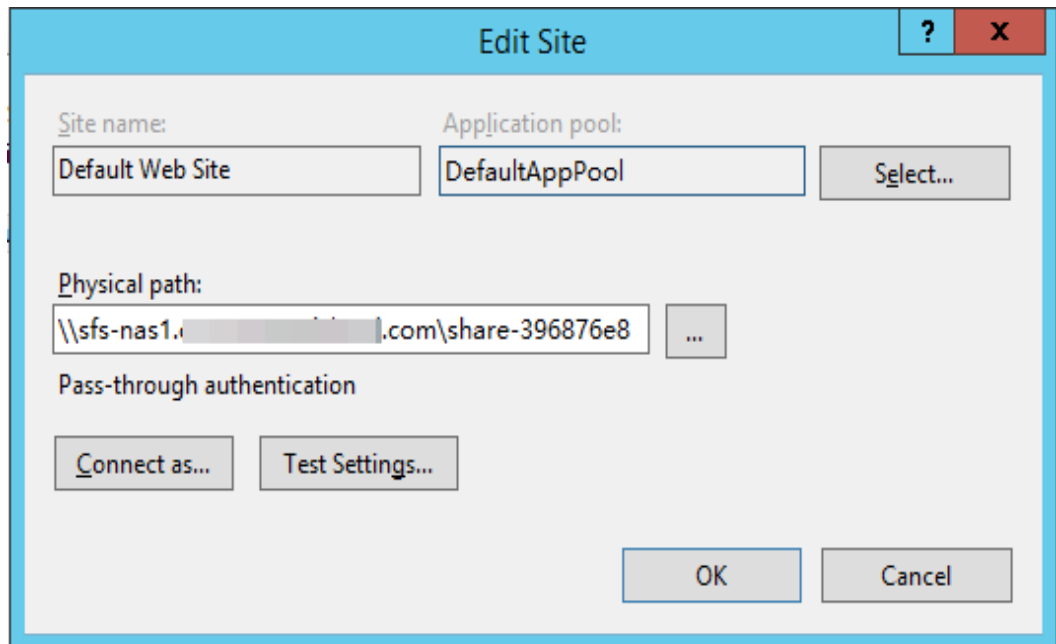 Edit Site
?
x
Site name:
Application pool:
Default Web Site
DefaultAppPool
Select...
Physical path:
\\sfs-nas1. .com\share-396876e8
...
Pass-through authentication
Connect as...
Test Settings...
OK
Cancel